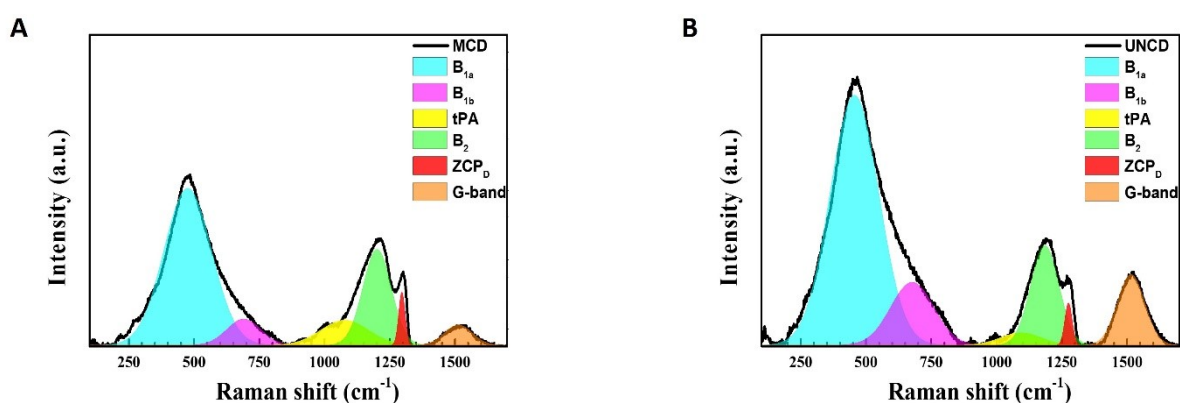 A
MCD
B1a
B1b
tPA
B2
ZCPD
G-band
Intensity (a.u.)
250 500 750 1000 1250 1500
Raman shift (cm-1)
B
UNCD
B1a
B1b
tPA
B2
ZCPD
G-band
Intensity (a.u.)
250 500 750 1000 1250 1500
Raman shift (cm-1)